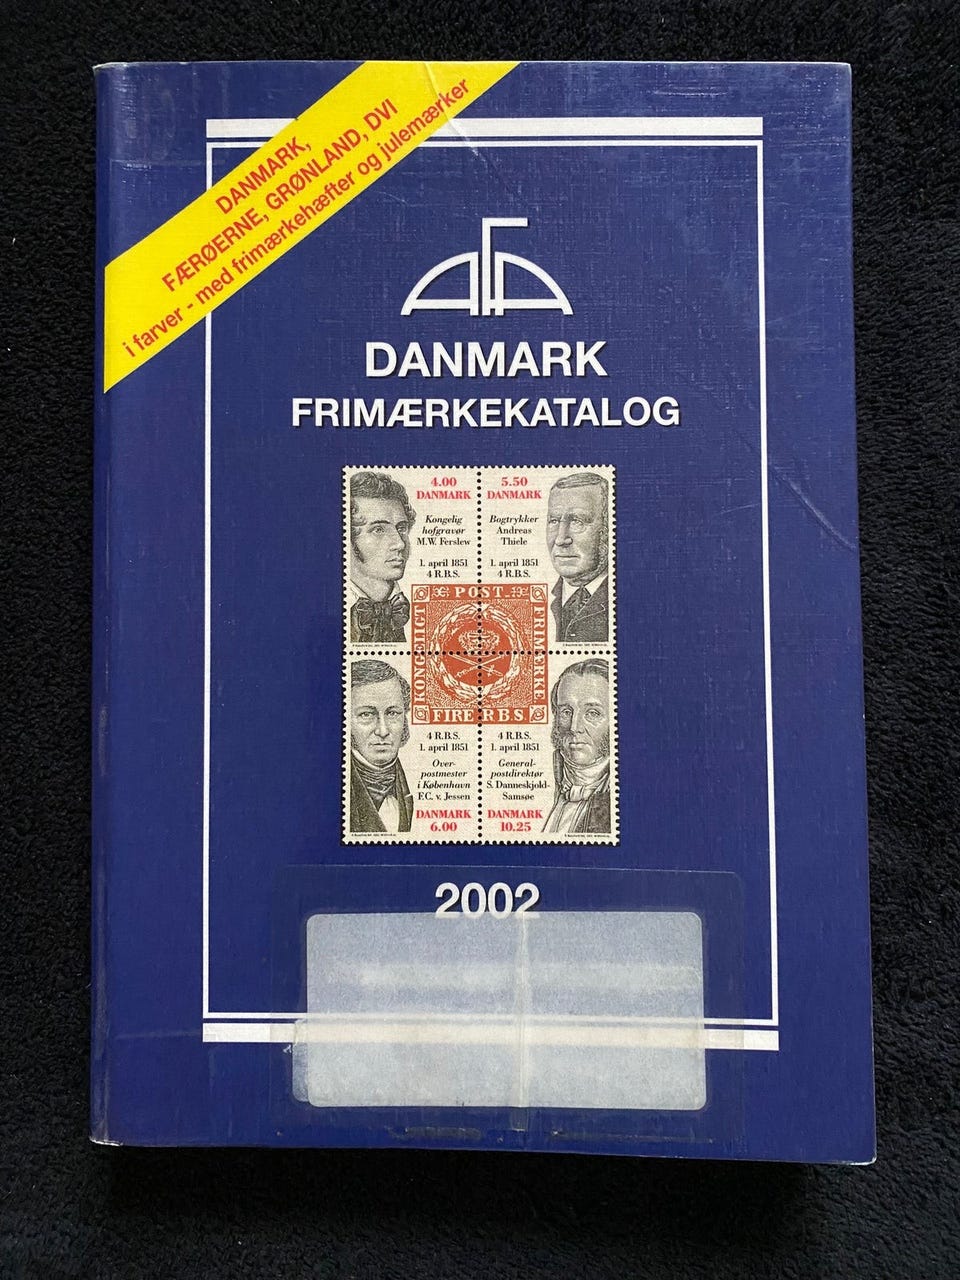 DANMARK,
FÆRØERNE, GRØNLAND, DVI
i farver - med frimærkehæfter og julemærker
AFA
DANMARK
FRIMÆRKEKATALOG
4.00
DANMARK
Kongelig
hofgravør
M.W. Ferslew
1. april 1851
4 R.B.S.
5.50
DANMARK
Bogtrykker
Andreas
Thiele
1. april 1851
4 R.B.S.
POST
KONGELIGT
FRIMÆRKE
FIRE R.B.S.
4 R.B.S.
1. april 1851
Over-
postmester
i København
F.C. v. Jessen
DANMARK
6.00
4 R.B.S.
1. april 1851
General-
postdirektør
S. Danneskjold-
Samsøe
DANMARK
10.25
2002